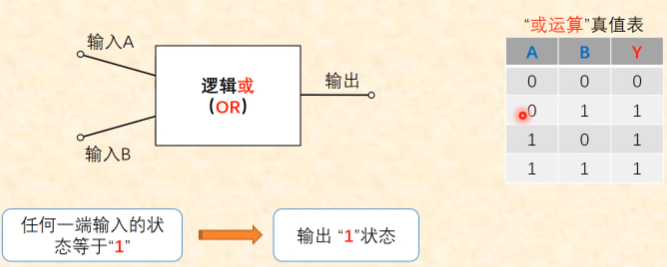 输入A
逻辑或
(OR)
输出
输入B
“或运算”真值表
A B Y
0 0 0
0 1 1
1 0 1
1 1 1
任何一端输入的状
态等于“1”
输出 “1”状态